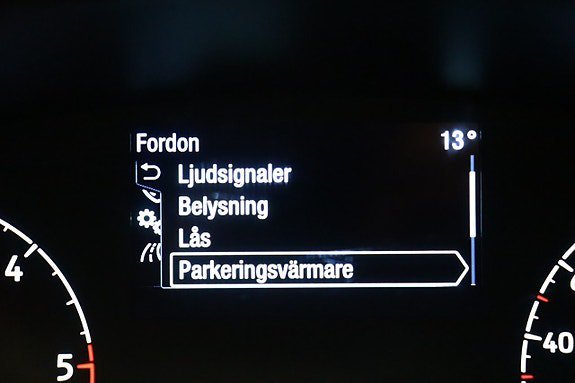 Fordon 13°
Ljudsignaler
Belysning
Lås
Parkeringsvärmare
4
5
40